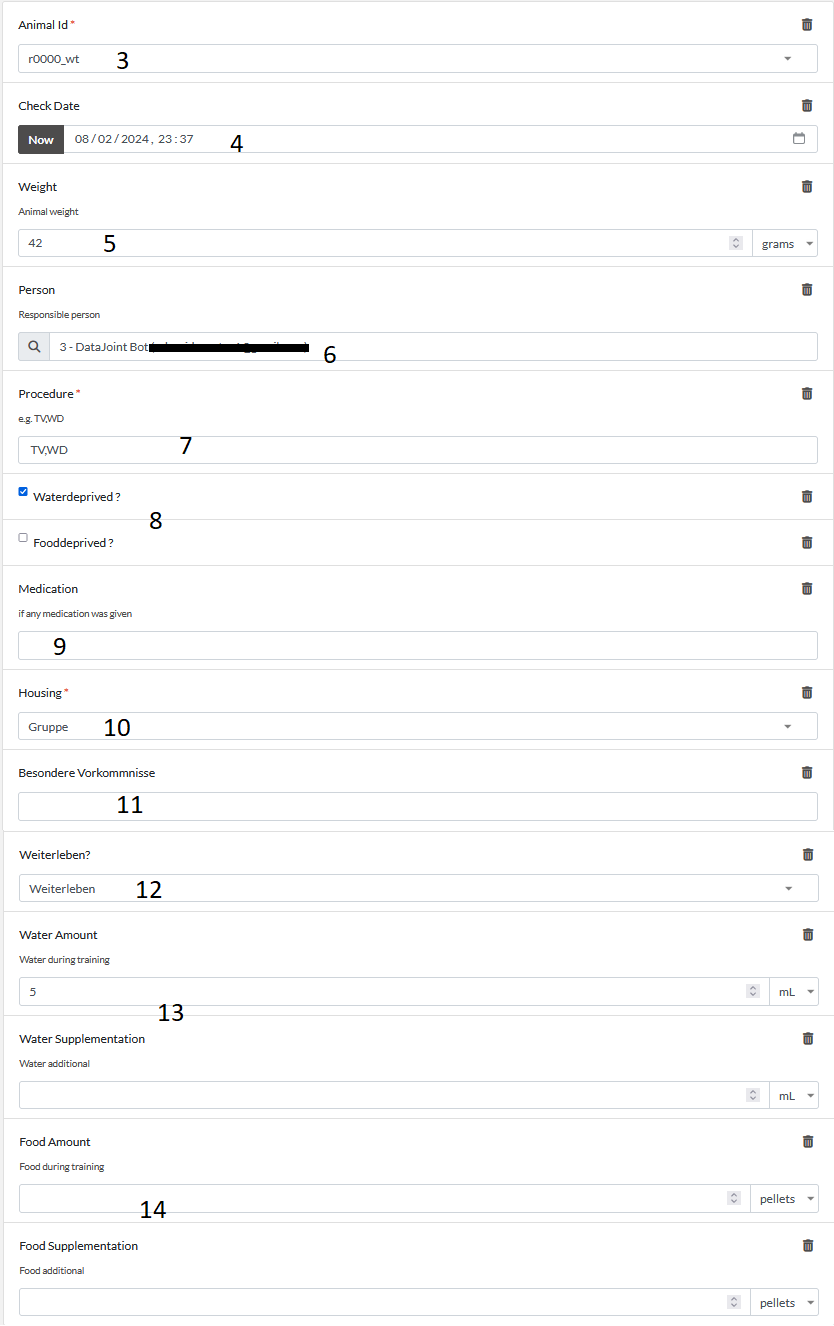 Animal Id *
r0000_wt 3
Check Date
Now 08/02/2024, 23:37 4
Weight
Animal weight
42 5 grams
Person
Responsible person
3 - DataJoint Bot 6
Procedure *
e.g. TV,WD
TV,WD 7
Waterdeprived ?
8
Fooddeprived ?
Medication
if any medication was given
9
Housing *
Gruppe 10
Besondere Vorkommnisse
11
Weiterleben?
Weiterleben 12
Water Amount
Water during training
5 mL
13
Water Supplementation
Water additional
mL
Food Amount
Food during training
pellets
14
Food Supplementation
Food additional
pellets